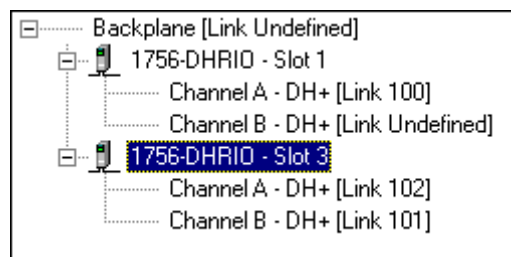 Backplane [Link Undefined]
1756-DHRIO - Slot 1
Channel A - DH+ [Link 100]
Channel B - DH+ [Link Undefined]
1756-DHRIO - Slot 3
Channel A - DH+ [Link 102]
Channel B - DH+ [Link 101]